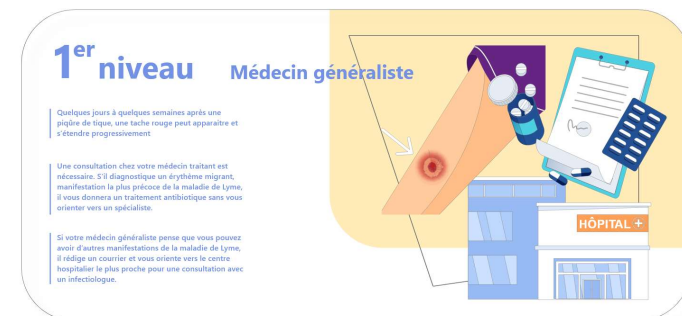 1er niveau Médecin généraliste
Quelques jours à quelques semaines après une
piqûre de tique, une tache rouge peut apparaitre et
s'étendre progressivement
Une consultation chez votre médecin traitant est
nécessaire. S'il diagnostique un érythème migrant,
manifestation la plus précoce de la maladie de Lyme,
il vous donnera un traitement antibiotique sans vous
orienter vers un spécialiste.
Si votre médecin généraliste pense que vous pouvez
avoir d'autres manifestations de la maladie de Lyme,
il rédige un courrier et vous oriente vers le centre
hospitalier le plus proche pour une consultation avec
un infectiologue.
HÔPITAL +